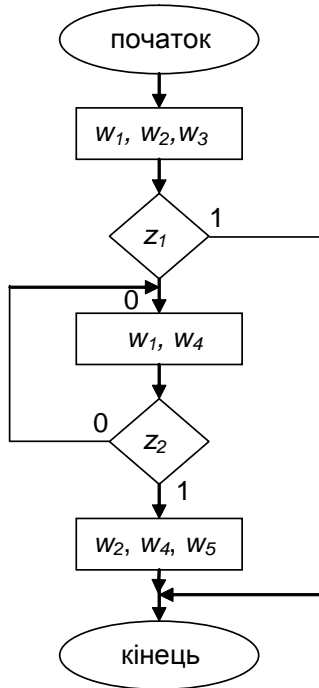 початок
w₁, w₂,w₃
1
z₁
0
w₁, w₄
0
z₂
1
w₂, w₄, w₅
кінець